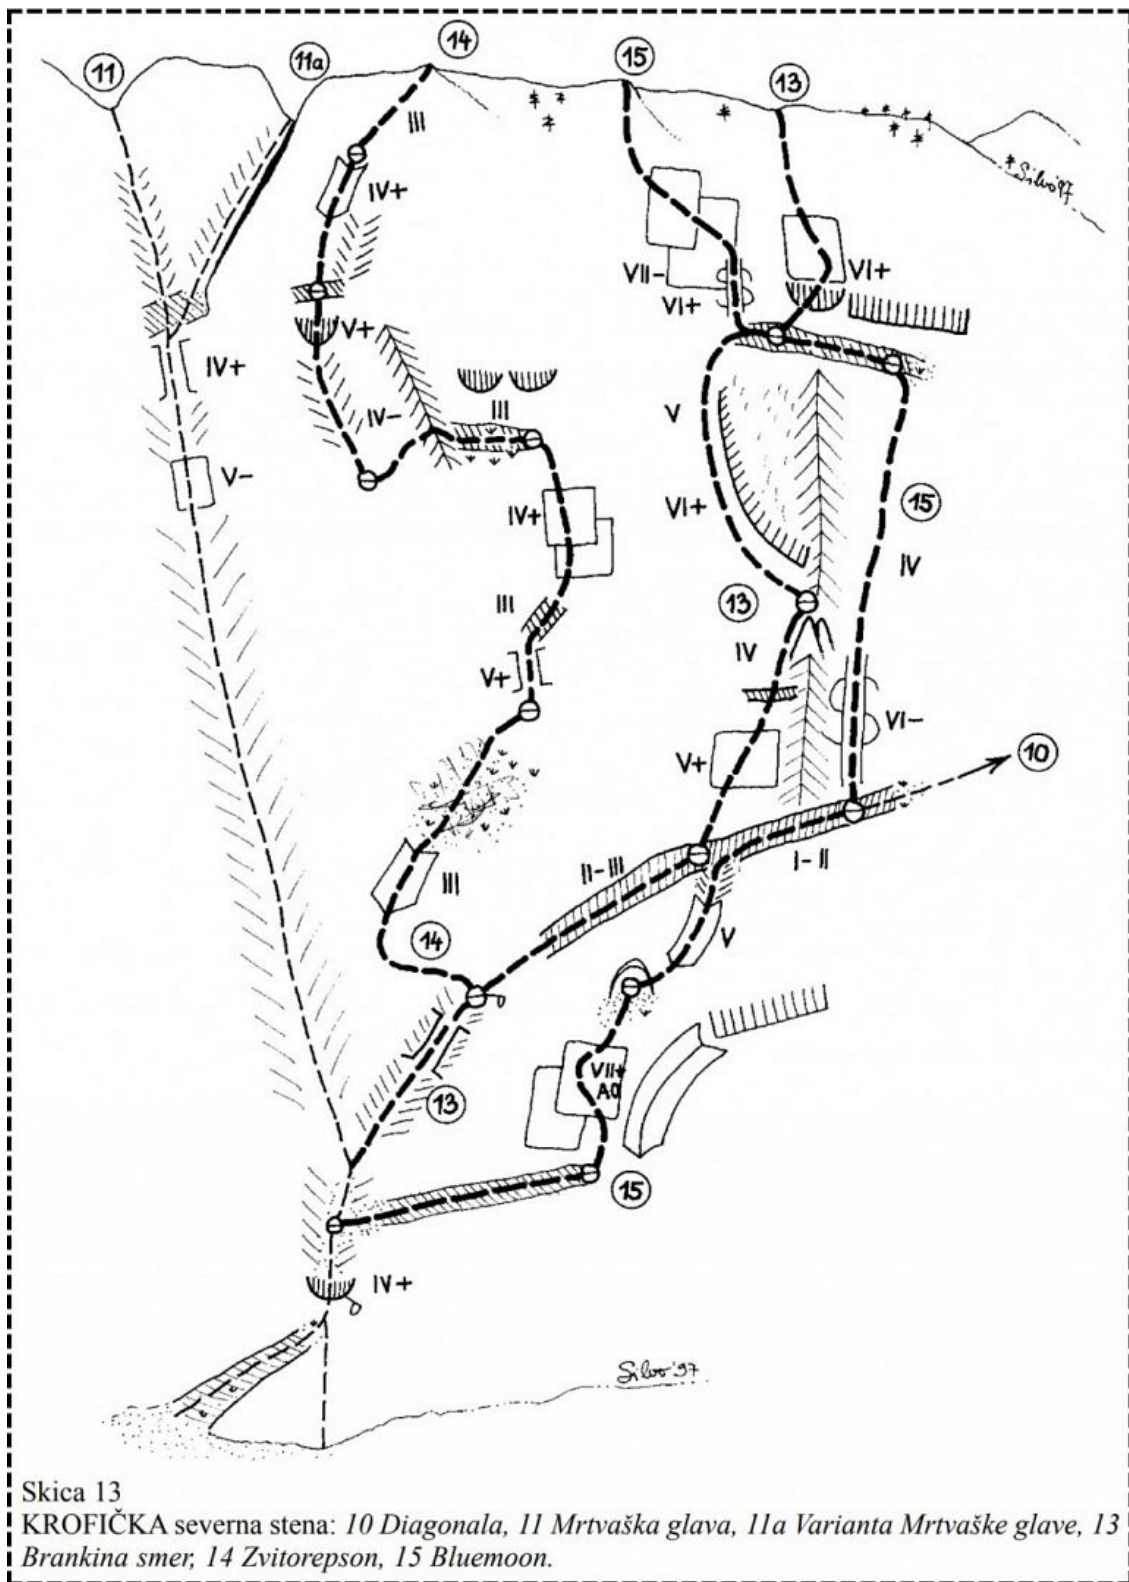 11
11a
14
15
13
III
IV+
Silvo '97
VII-
VI+
VI+
V+
IV+
IV-
III
V
V-
VI+
15
IV+
IV
III
13
IV
V+
VI-
V+
10
II-III
I-II
III
14
V
VII+
A0
13
15
IV+
Silvo '97
Skica 13
KROFIČKA severna stena: 10 Diagonala, 11 Mrtvaška glava, 11a Varianta Mrtvaške glave, 13
Brankina smer, 14 Zvitorepson, 15 Bluemoon.